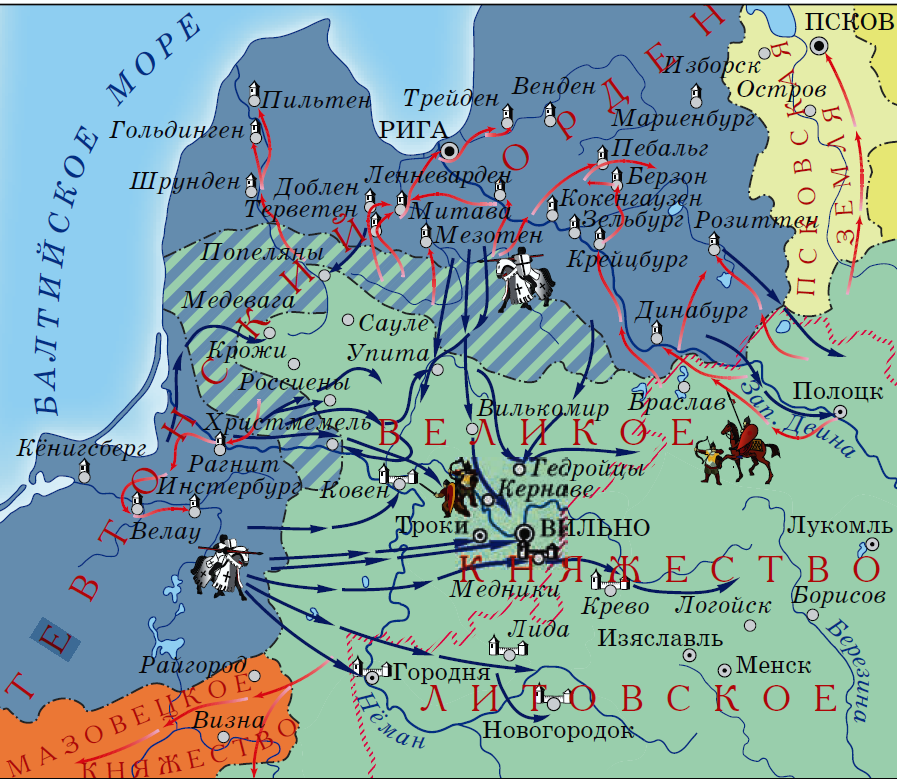 БАЛТИЙСКОЕ МОРЕ
ТЕВТОНСКИЙ ОРДЕН
ПСКОВСКАЯ
ЗЕМЛЯ
ПСКОВ
Изборск
Остров
Пильтен
Трейден
Венден
Мариенбург
Гольдинген
РИГА
Пебальг
Шрунден
Доблен
Ленневарден
Берзон
Терветен
Митава
Кокенгаузен
Зельбург
Розиттен
Мезотен
Крейцбург
Попеляны
Медевага
Сауле
Динабург
Крожи
Упита
Россиены
Браслав
Зап. Двина
Полоцк
Христмемель
Вилькомир
ВЕЛИКОЕ
Кёнигсберг
Рагнит
Гедройцы
Инстербург
Ковен
Кернаве
Велау
Троки
ВИЛЬНО
Лукомль
КНЯЖЕСТВО
Медники
Крево
Логойск
Борисов
Лида
Изяславль
Березина
Райгород
Городня
Менск
ЛИТОВСКОЕ
Нёман
Новогородок
МАЗОВЕЦКОЕ
Визна
КНЯЖЕСТВО